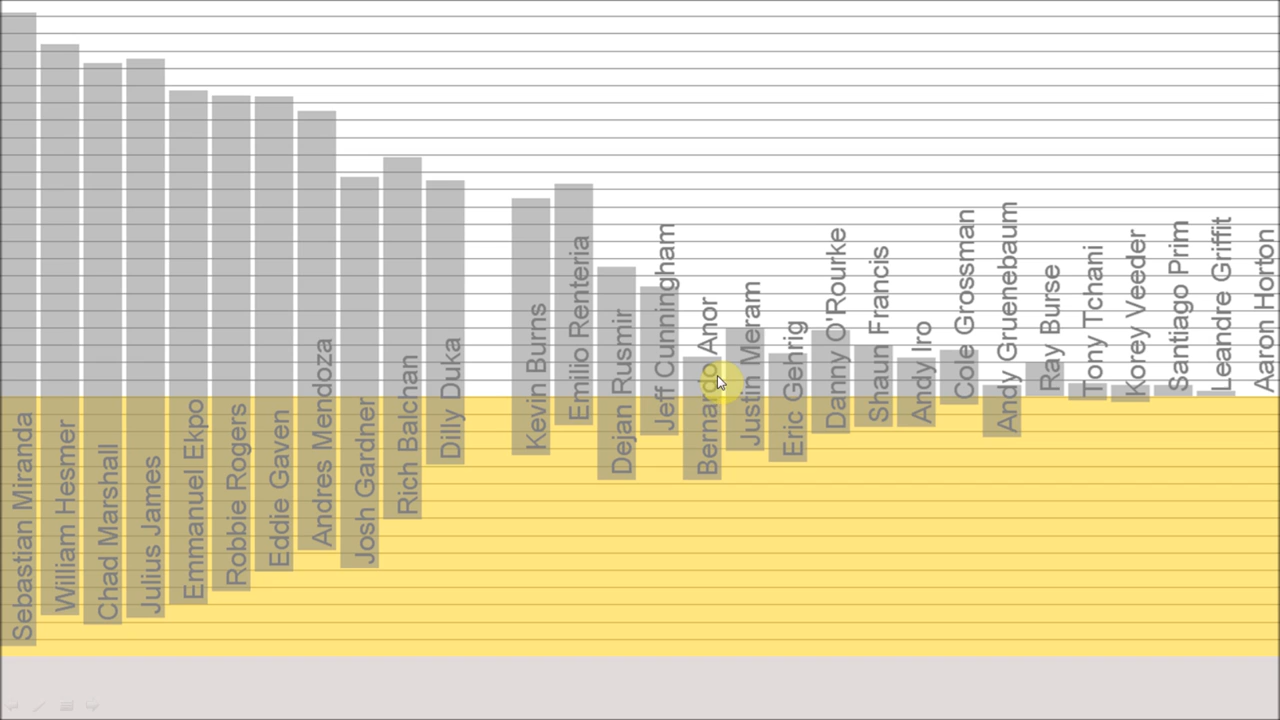 Sebastian Miranda
William Hesmer
Chad Marshall
Julius James
Emmanuel Ekpo
Robbie Rogers
Eddie Gaven
Andres Mendoza
Josh Gardner
Rich Balchan
Dilly Duka
Kevin Burns
Emilio Renteria
Dejan Rusmir
Jeff Cunningham
Bernardo Anor
Justin Meram
Eric Gehrig
Danny O'Rourke
Shaun Francis
Andy Iro
Cole Grossman
Andy Gruenebaum
Ray Burse
Tony Tchani
Korey Veeder
Santiago Prim
Leandre Griffit
Aaron Horton